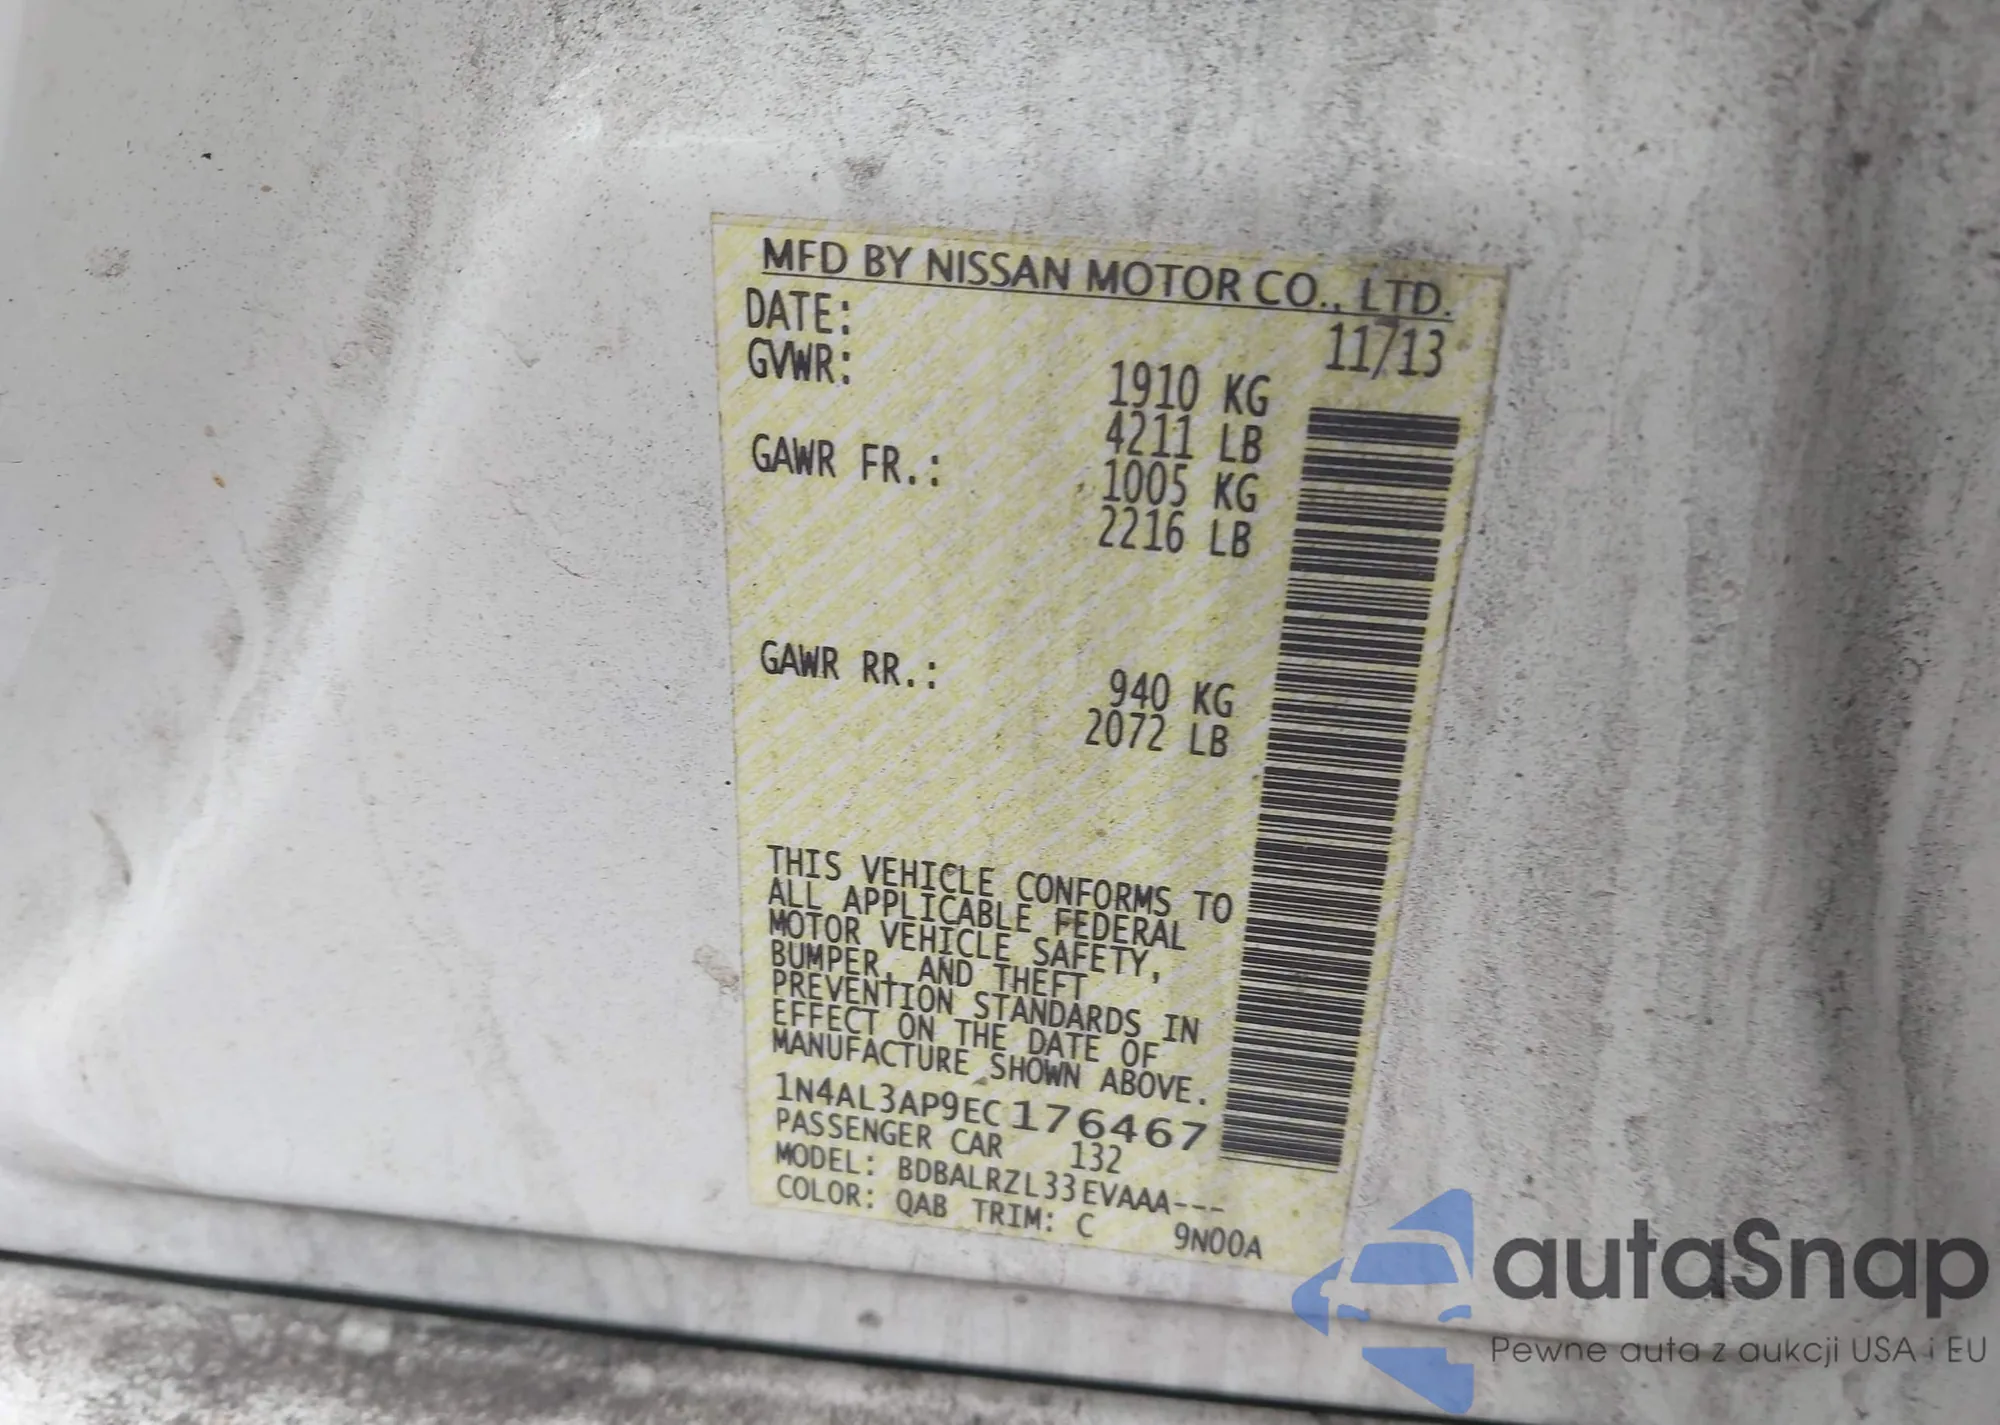 MFD BY NISSAN MOTOR CO., LTD.
DATE: 11/13
GVWR: 1910 KG
4211 LB
GAWR FR.: 1005 KG
2216 LB
GAWR RR.: 940 KG
2072 LB
THIS VEHICLE CONFORMS TO
ALL APPLICABLE FEDERAL
MOTOR VEHICLE SAFETY,
BUMPER, AND THEFT
PREVENTION STANDARDS IN
EFFECT ON THE DATE OF
MANUFACTURE SHOWN ABOVE.
1N4AL3AP9EC176467
PASSENGER CAR 132
MODEL: BDBALRZL33EVAAA---
COLOR: QAB TRIM: C 9N00A
autaSnap
Pewne auta z aukcji USA i EU